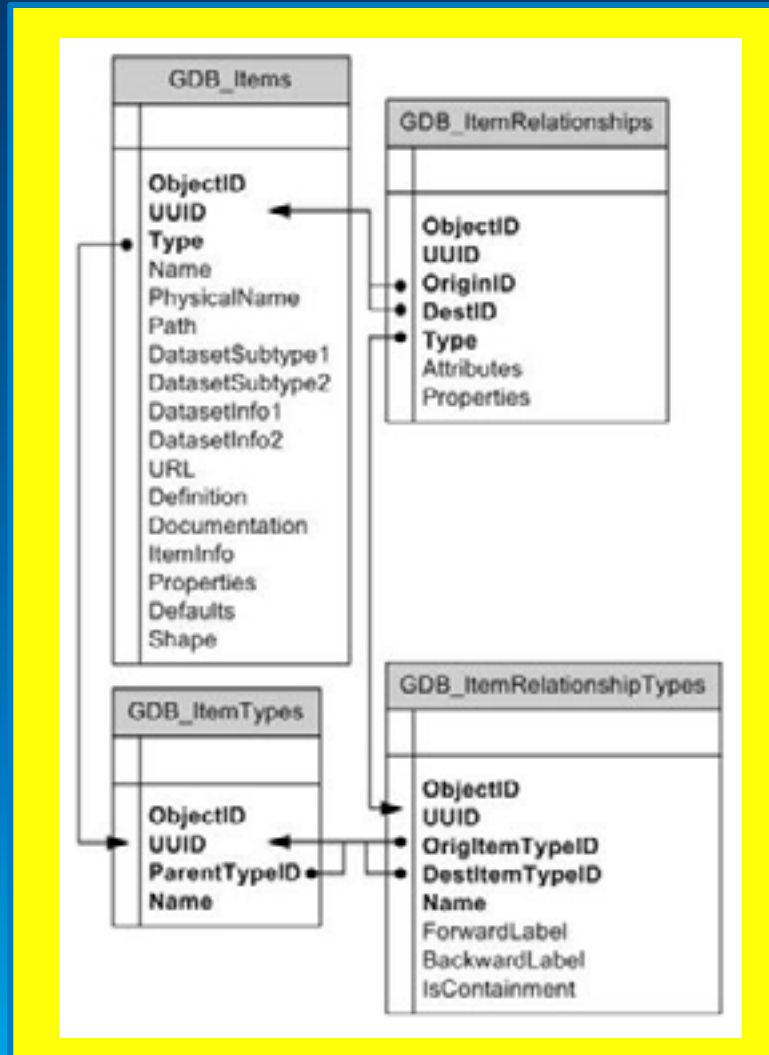 GDB_Items
ObjectID
UUID
Type
Name
PhysicalName
Path
DatasetSubtype1
DatasetSubtype2
DatasetInfo1
DatasetInfo2
URL
Definition
Documentation
ItemInfo
Properties
Defaults
Shape
GDB_ItemRelationships
ObjectID
UUID
OriginID
DestID
Type
Attributes
Properties
GDB_ItemTypes
ObjectID
UUID
ParentTypeID
Name
GDB_ItemRelationshipTypes
ObjectID
UUID
OrigItemTypeID
DestItemTypeID
Name
ForwardLabel
BackwardLabel
IsContainment